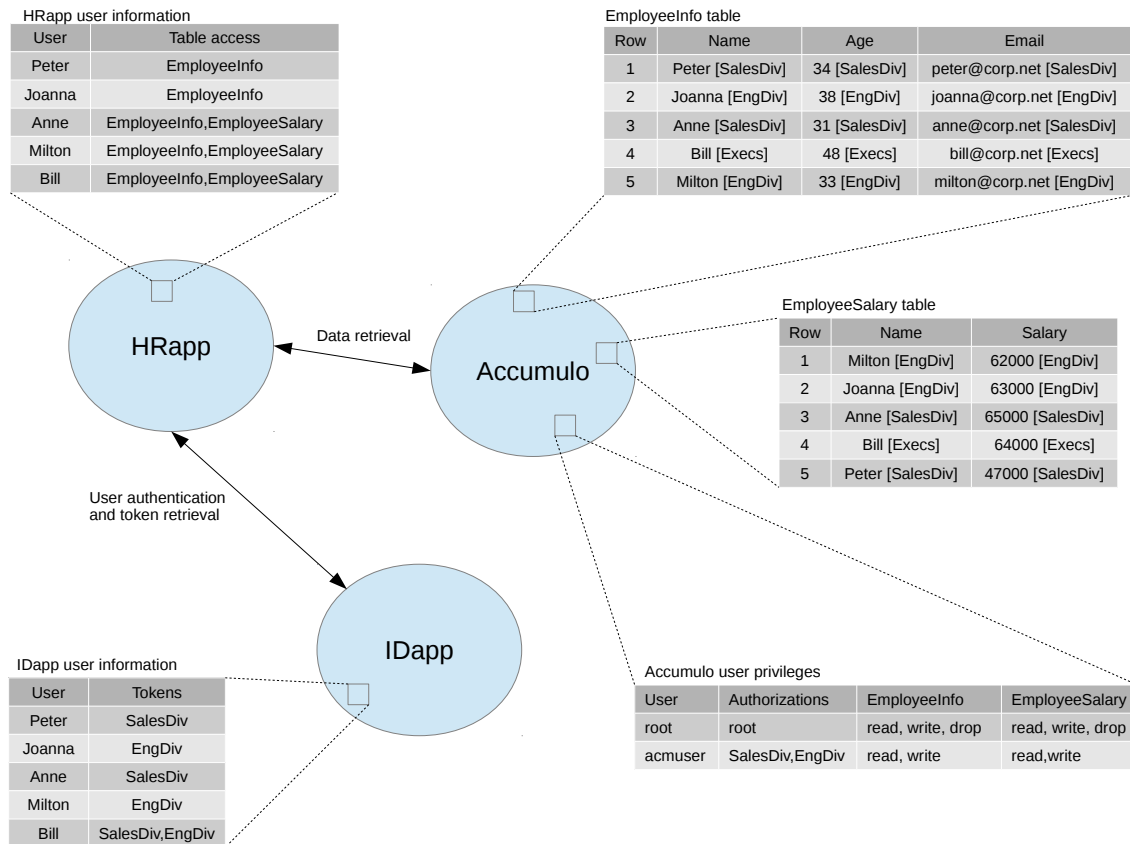 HRapp user information
User Table access
Peter EmployeeInfo
Joanna EmployeeInfo
Anne EmployeeInfo,EmployeeSalary
Milton EmployeeInfo,EmployeeSalary
Bill EmployeeInfo,EmployeeSalary
EmployeeInfo table
Row Name Age Email
1 Peter [SalesDiv] 34 [SalesDiv] peter@corp.net [SalesDiv]
2 Joanna [EngDiv] 38 [EngDiv] joanna@corp.net [EngDiv]
3 Anne [SalesDiv] 31 [SalesDiv] anne@corp.net [SalesDiv]
4 Bill [Execs] 48 [Execs] bill@corp.net [Execs]
5 Milton [EngDiv] 33 [EngDiv] milton@corp.net [EngDiv]
HRapp
Data retrieval
Accumulo
EmployeeSalary table
Row Name Salary
1 Milton [EngDiv] 62000 [EngDiv]
2 Joanna [EngDiv] 63000 [EngDiv]
3 Anne [SalesDiv] 65000 [SalesDiv]
4 Bill [Execs] 64000 [Execs]
5 Peter [SalesDiv] 47000 [SalesDiv]
User authentication
and token retrieval
IDapp
IDapp user information
User Tokens
Peter SalesDiv
Joanna EngDiv
Anne SalesDiv
Milton EngDiv
Bill SalesDiv,EngDiv
Accumulo user privileges
User Authorizations EmployeeInfo EmployeeSalary
root root read, write, drop read, write, drop
acmuser SalesDiv,EngDiv read, write read,write